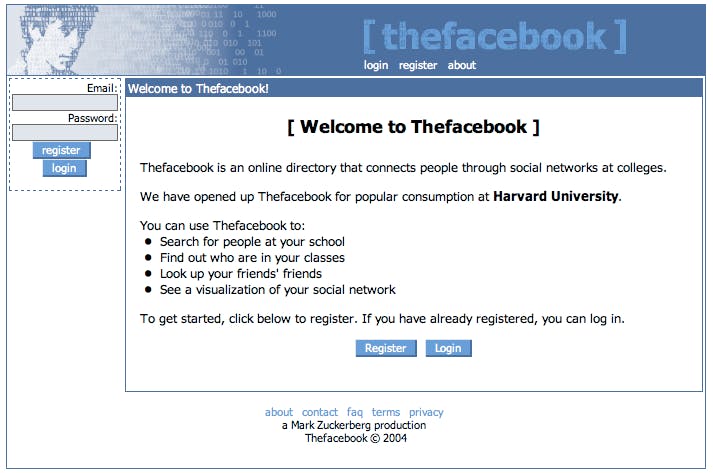 [ thefacebook ]
login register about
Email:
Password:
register
login
Welcome to Thefacebook!
[ Welcome to Thefacebook ]
Thefacebook is an online directory that connects people through social networks at colleges.
We have opened up Thefacebook for popular consumption at Harvard University.
You can use Thefacebook to:
• Search for people at your school
• Find out who are in your classes
• Look up your friends' friends
• See a visualization of your social network
To get started, click below to register. If you have already registered, you can log in.
Register Login
about contact faq terms privacy
a Mark Zuckerberg production
Thefacebook © 2004